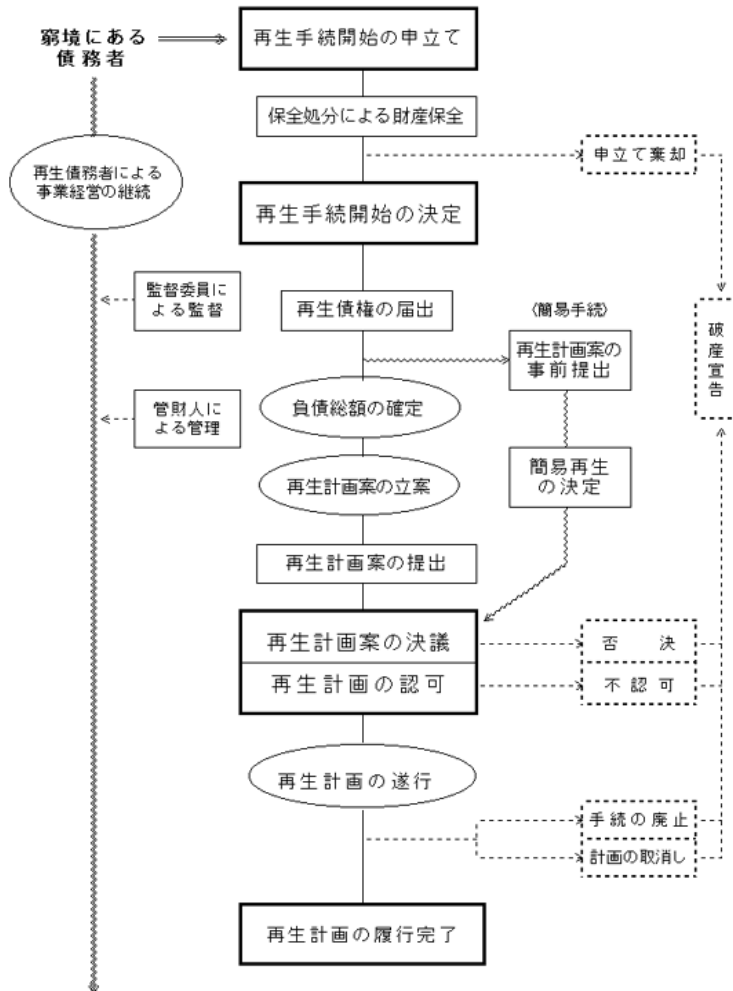 窮境にある
債務者
再生手続開始の申立て
保全処分による財産保全
申立て棄却
再生債務者による
事業経営の継続
再生手続開始の決定
監督委員に
よる監督
再生債権の届出
〈簡易手続〉
再生計画案の
事前提出
破産宣告
管財人に
よる管理
負債総額の確定
簡易再生
の決定
再生計画案の立案
再生計画案の提出
再生計画案の決議
否決
再生計画の認可
不認可
再生計画の遂行
手続の廃止
計画の取消し
再生計画の履行完了